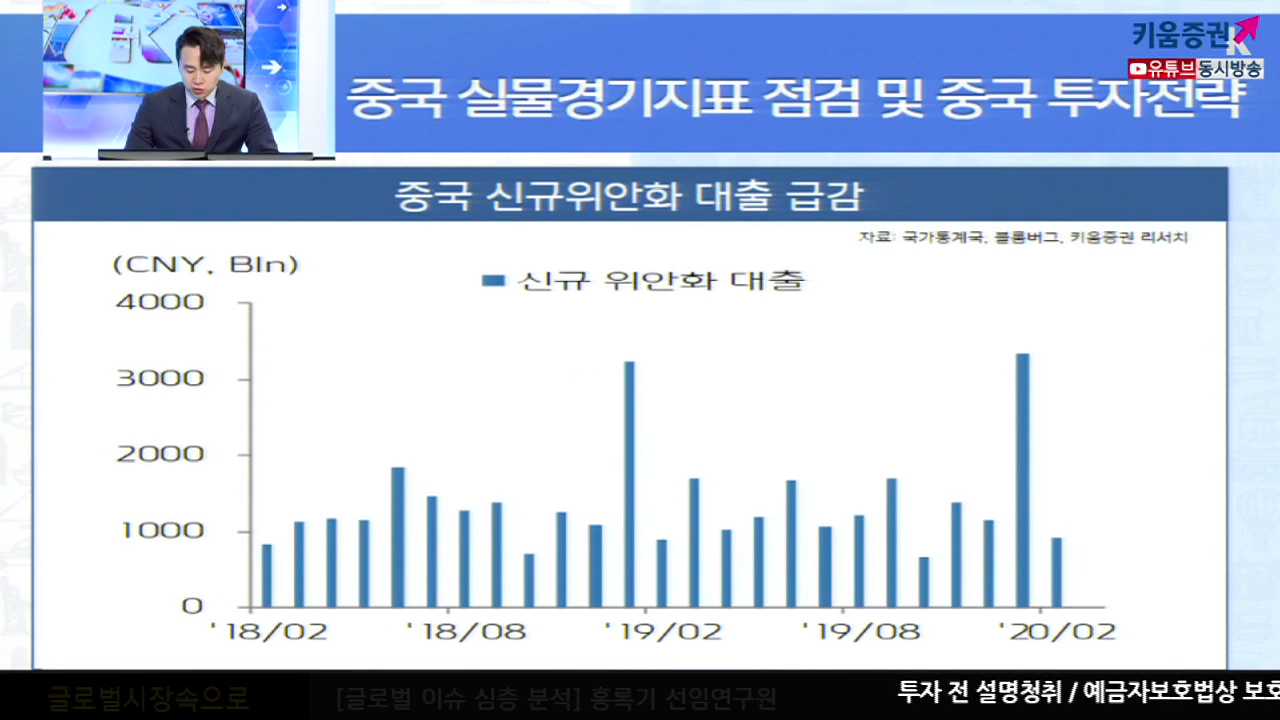 키움증권
유튜브 동시방송
중국 실물경기지표 점검 및 중국 투자전략
중국 신규위안화 대출 급감
자료: 국가통계국, 블룸버그, 키움증권 리서치
(CNY, Bln)
신규 위안화 대출
4000
3000
2000
1000
0
'18/02 '18/08 '19/02 '19/08 '20/02
글로벌시장속으로
[글로벌 이슈 심층 분석] 홍록기 선임연구원
투자 전 설명청취 / 예금자보호법상 보호